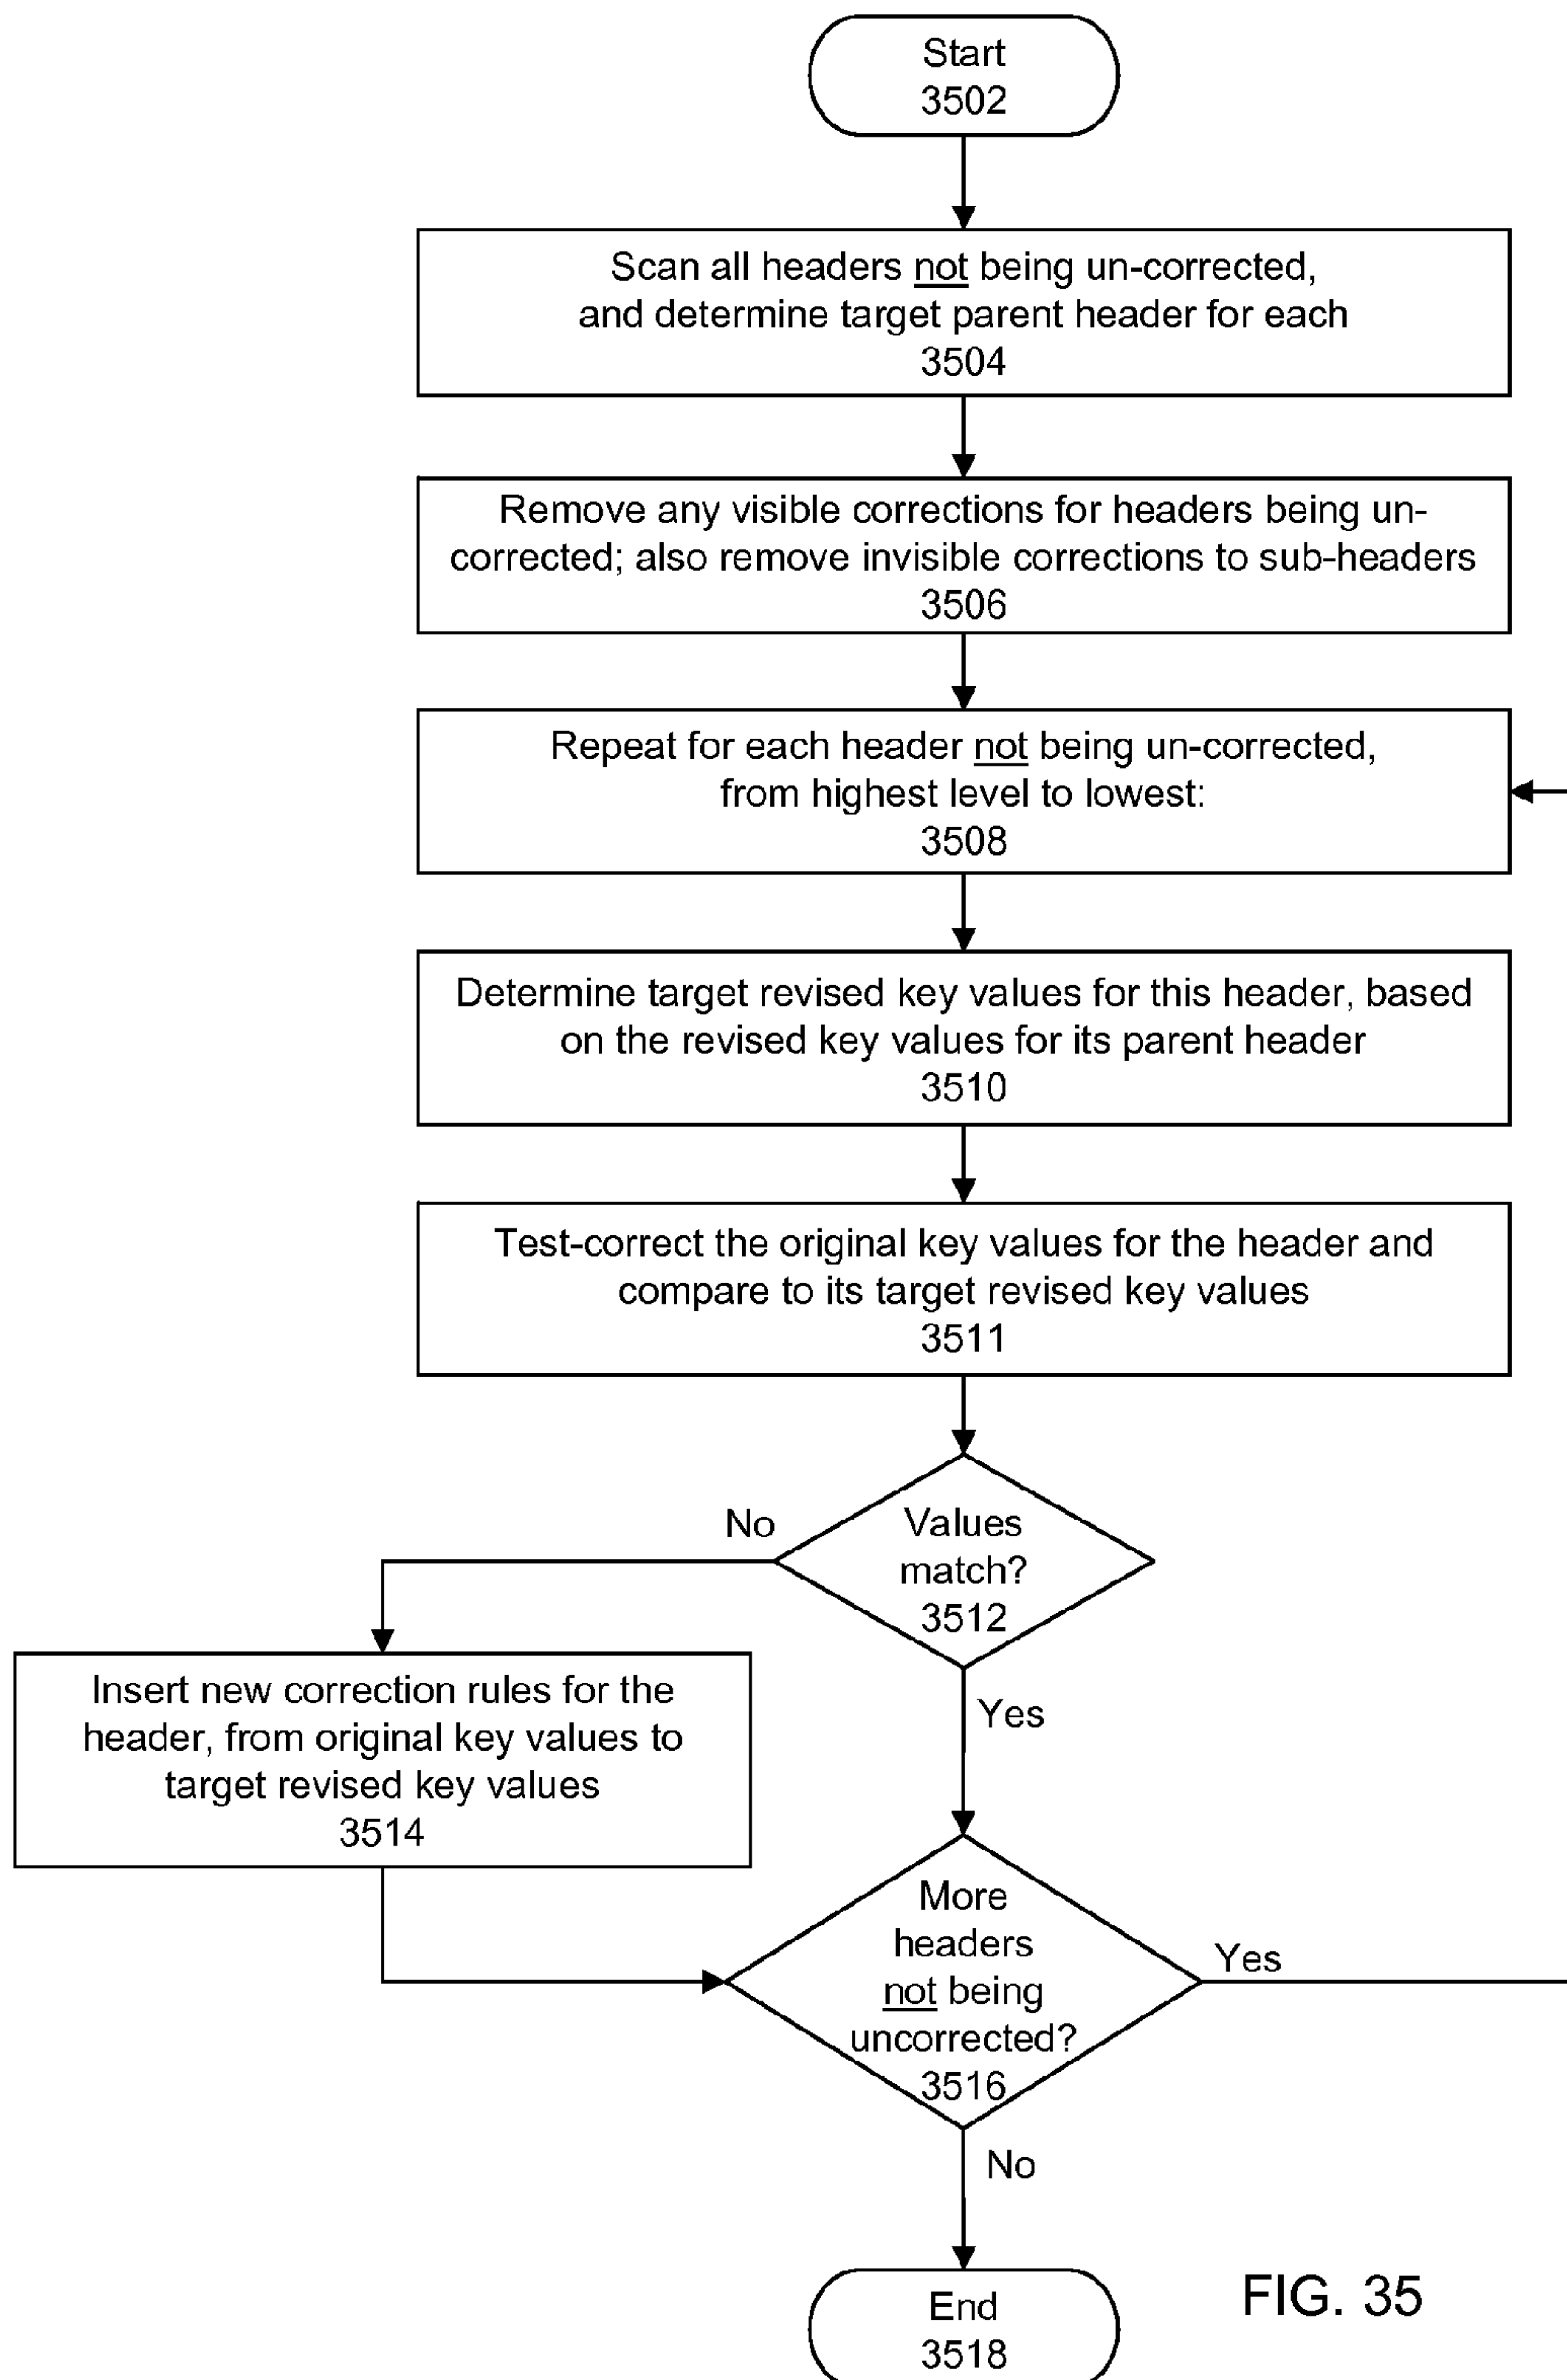 Start
3502
Scan all headers not being un-corrected,
and determine target parent header for each
3504
Remove any visible corrections for headers being un-
corrected; also remove invisible corrections to sub-headers
3506
Repeat for each header not being un-corrected,
from highest level to lowest:
3508
Determine target revised key values for this header, based
on the revised key values for its parent header
3510
Test-correct the original key values for the header and
compare to its target revised key values
3511
Values
match?
3512
No
Yes
Insert new correction rules for the
header, from original key values to
target revised key values
3514
More
headers
not being
uncorrected?
3516
Yes
No
End
3518
FIG. 35